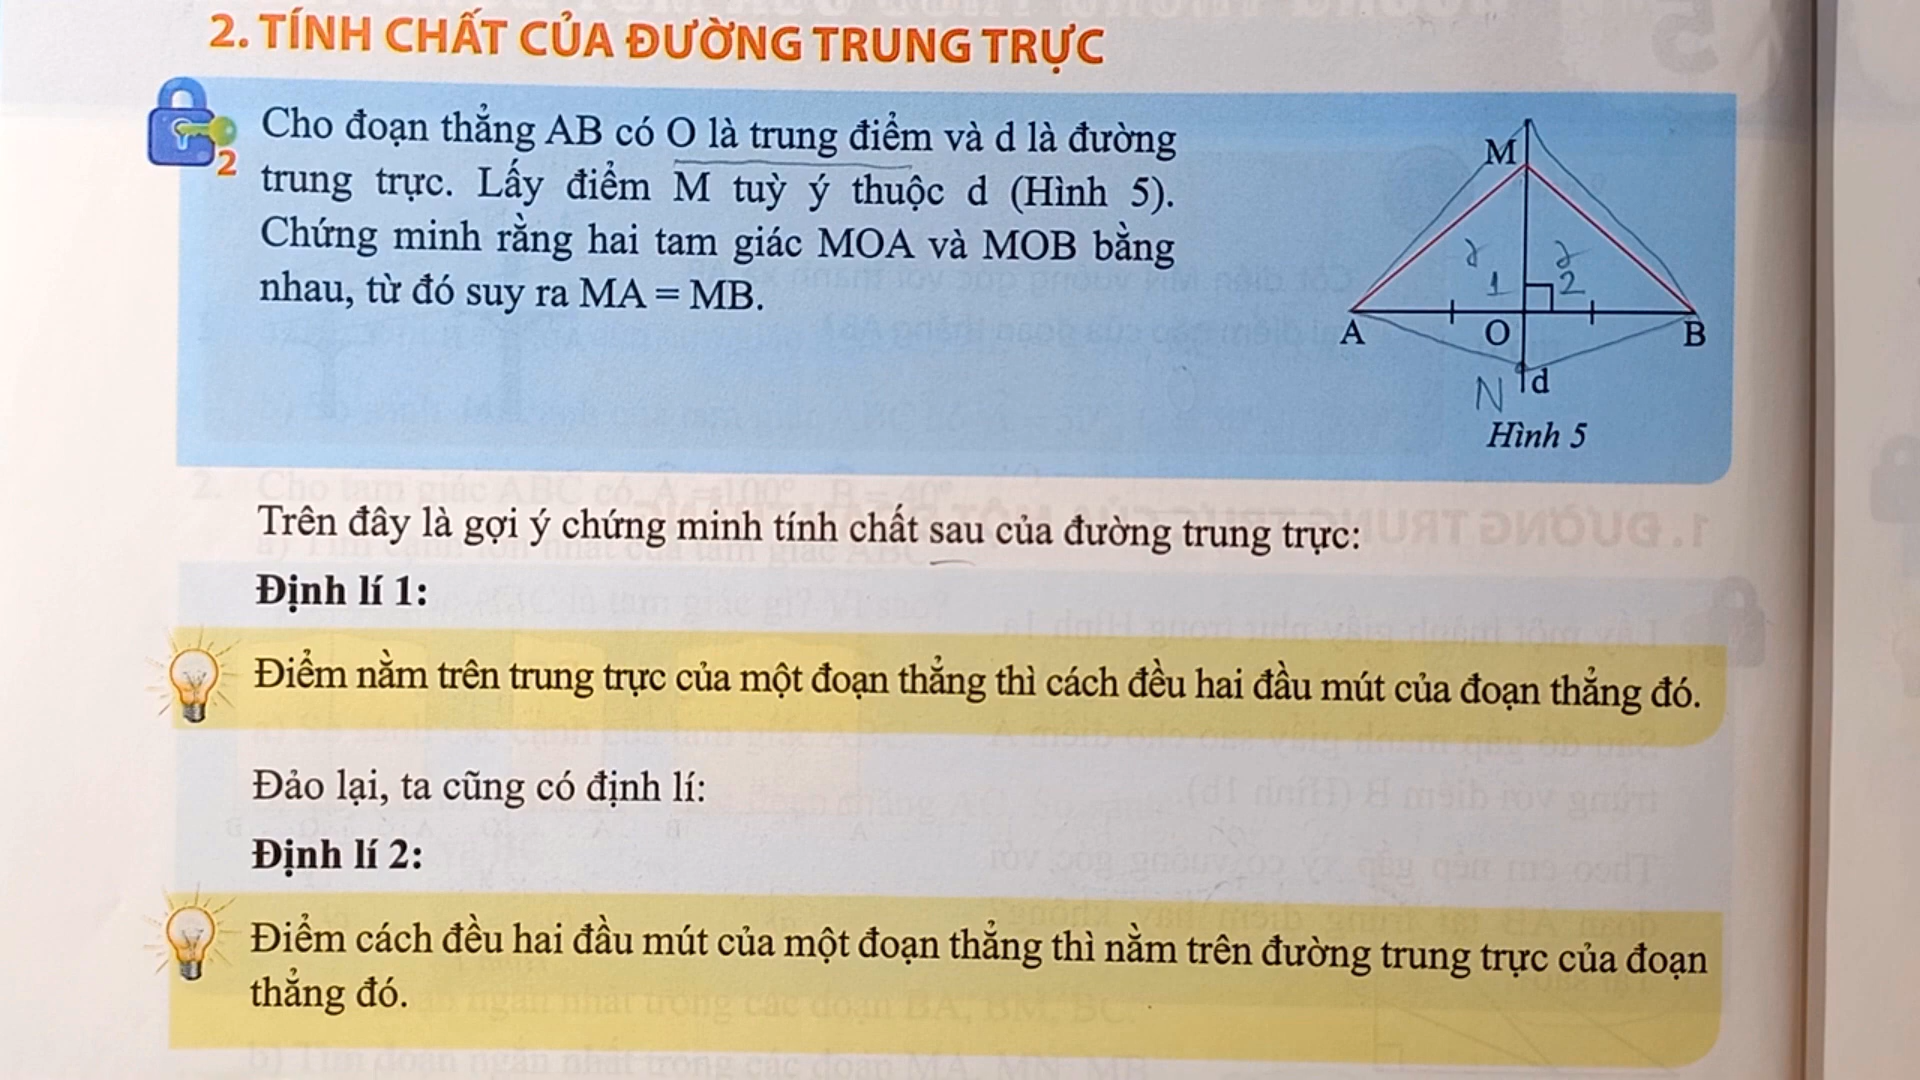 2. TÍNH CHẤT CỦA ĐƯỜNG TRUNG TRỰC
2
Cho đoạn thẳng AB có O là trung điểm và d là đường
trung trực. Lấy điểm M tuỳ ý thuộc d (Hình 5).
Chứng minh rằng hai tam giác MOA và MOB bằng
nhau, từ đó suy ra MA = MB.
M
1 2
A O B
N d
Hình 5
Trên đây là gợi ý chứng minh tính chất sau của đường trung trực:
Định lí 1:
Điểm nằm trên trung trực của một đoạn thẳng thì cách đều hai đầu mút của đoạn thẳng đó.
Đảo lại, ta cũng có định lí:
Định lí 2:
Điểm cách đều hai đầu mút của một đoạn thẳng thì nằm trên đường trung trực của đoạn
thẳng đó.